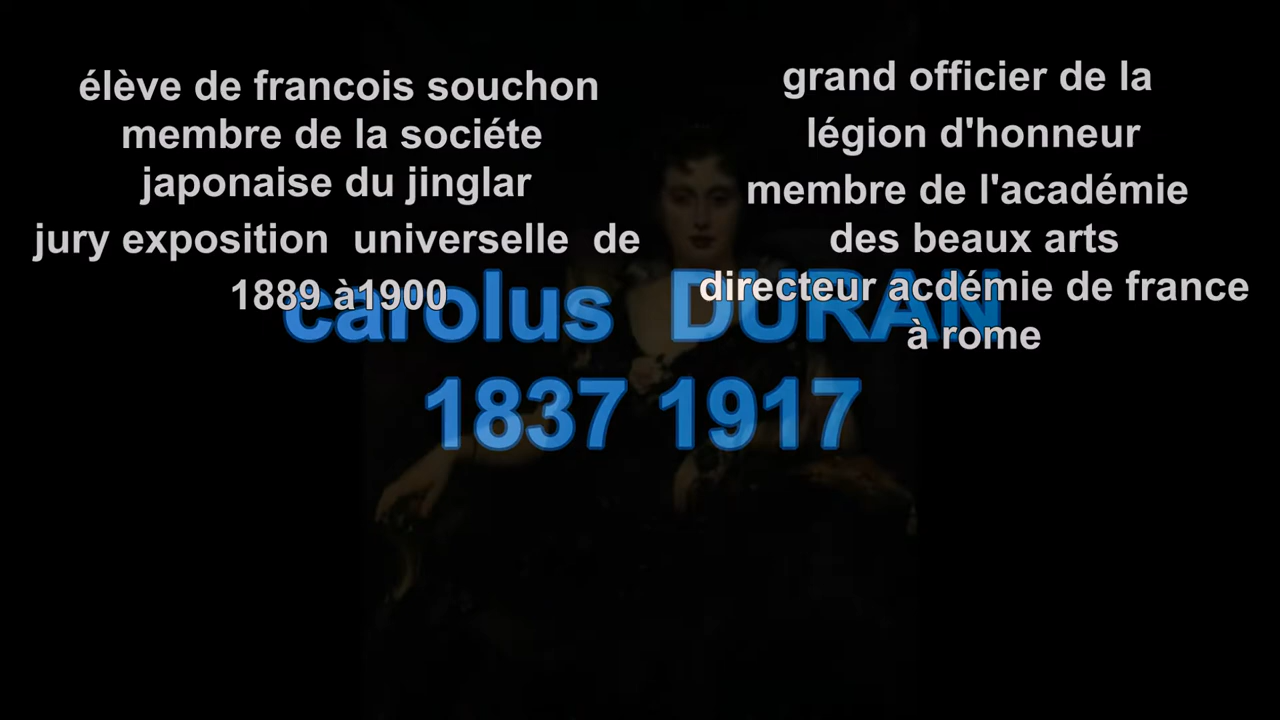 élève de francois souchon
membre de la sociéte
japonaise du jinglar
jury exposition universelle de
1889 à1900
grand officier de la
légion d'honneur
membre de l'académie
des beaux arts
directeur acdémie de france
à rome
carolus DURAN
1837 1917